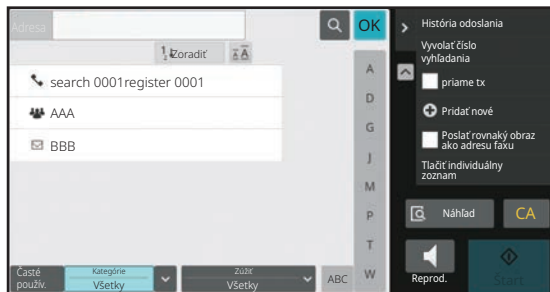 Adresa
OK
Zoradiť
search 0001register 0001
AAA
BBB
A
D
G
J
M
P
T
W
ABC
Časté
použív.
Kategórie
Všetky
Zúžiť
Všetky
História odoslania
Vyvolať číslo
vyhľadania
priame tx
Pridať nové
Poslať rovnaký obraz
ako adresu faxu
Tlačiť individuálny
zoznam
Náhľad
CA
Reprod.
Start